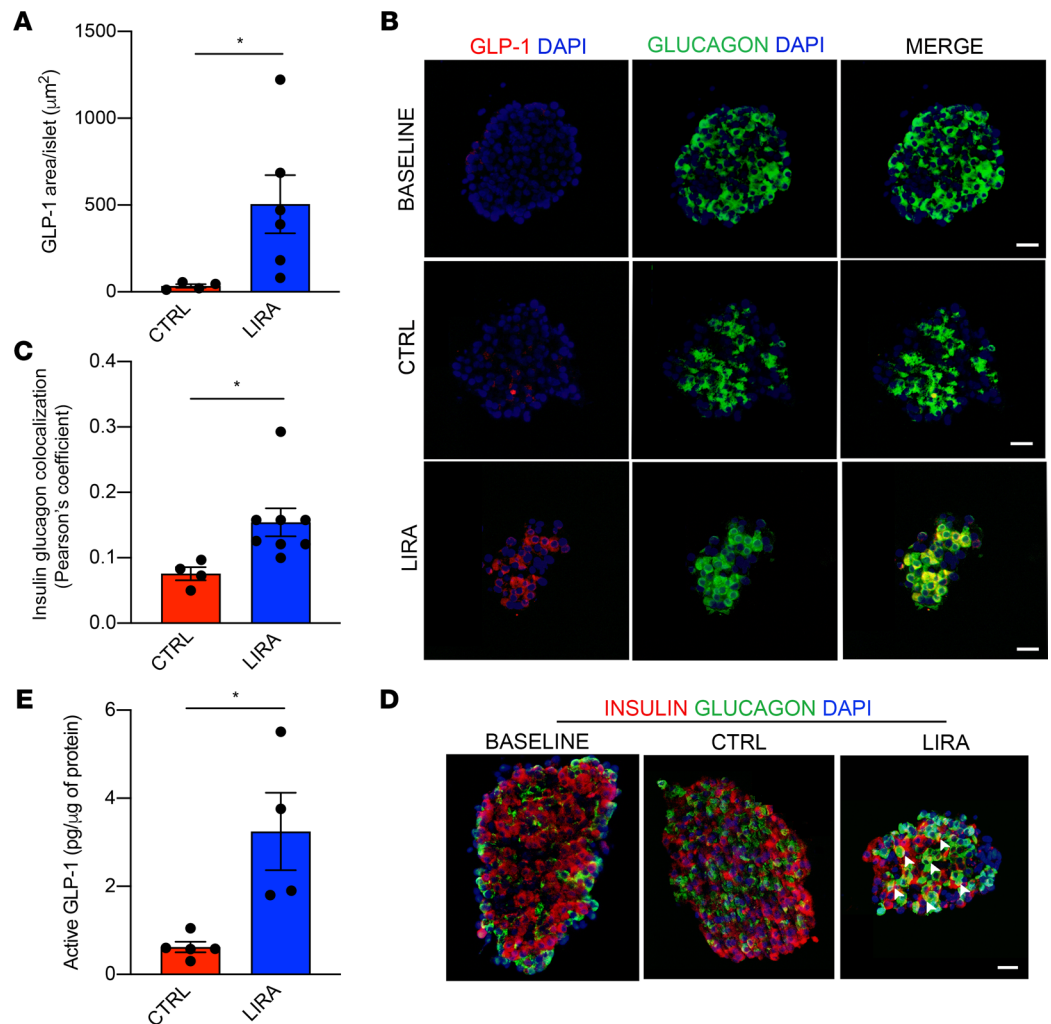 A
GLP-1 area/islet (μm²)
1500
1000
500
0
*
CTRL
LIRA
B
GLP-1 DAPI
GLUCAGON DAPI
MERGE
BASELINE
CTRL
LIRA
C
Insulin glucagon colocalization
(Pearson's coefficient)
0.4
0.3
0.2
0.1
0.0
*
CTRL
LIRA
E
Active GLP-1 (pg/μg of protein)
6
4
2
0
*
CTRL
LIRA
D
INSULIN GLUCAGON DAPI
BASELINE
CTRL
LIRA